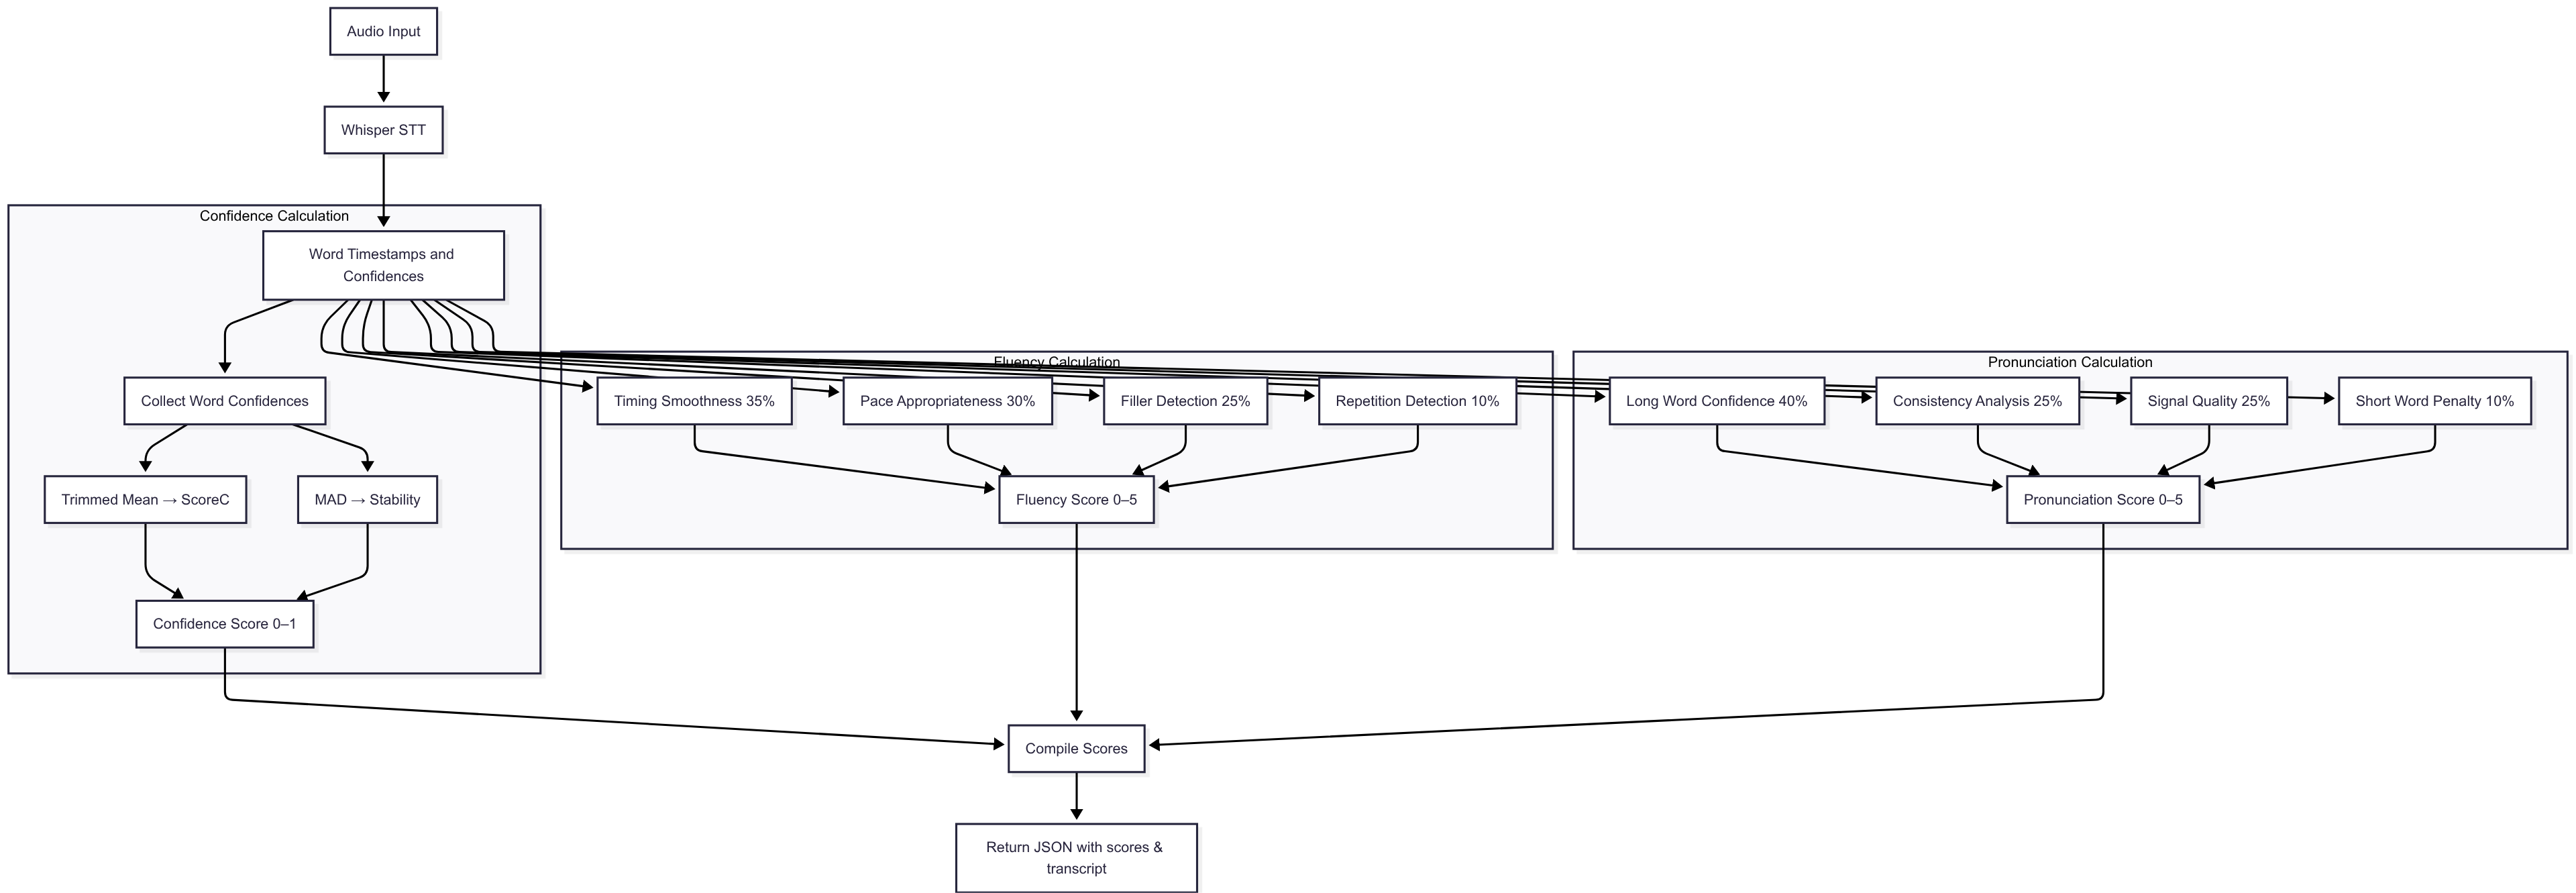 Audio Input
Whisper STT
Confidence Calculation
Word Timestamps and
Confidences
Fluency Calculation
Pronunciation Calculation
Collect Word Confidences
Timing Smoothness 35%
Pace Appropriateness 30%
Filler Detection 25%
Repetition Detection 10%
Long Word Confidence 40%
Consistency Analysis 25%
Signal Quality 25%
Short Word Penalty 10%
Trimmed Mean → ScoreC
MAD → Stability
Fluency Score 0–5
Pronunciation Score 0–5
Confidence Score 0–1
Compile Scores
Return JSON with scores &
transcript